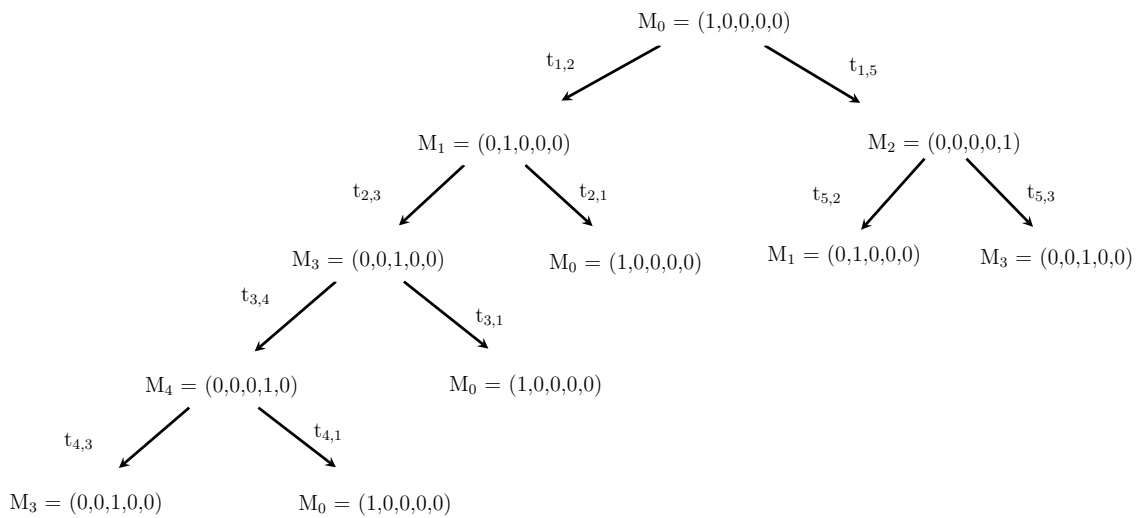 M₀ = (1,0,0,0,0)
t₁,₂
t₁,₅
M₁ = (0,1,0,0,0)
M₂ = (0,0,0,0,1)
t₂,₃
t₂,₁
t₅,₂
t₅,₃
M₃ = (0,0,1,0,0)
M₀ = (1,0,0,0,0)
M₁ = (0,1,0,0,0)
M₃ = (0,0,1,0,0)
t₃,₄
t₃,₁
M₄ = (0,0,0,1,0)
M₀ = (1,0,0,0,0)
t₄,₃
t₄,₁
M₃ = (0,0,1,0,0)
M₀ = (1,0,0,0,0)